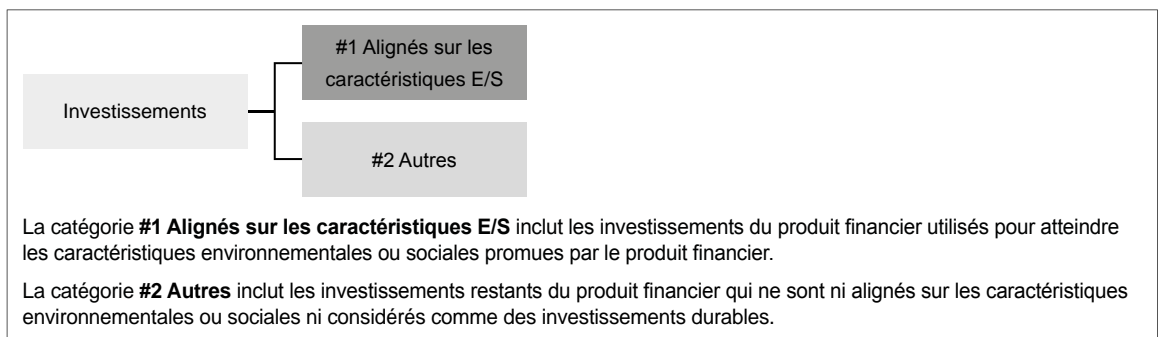 #1 Alignés sur les
caractéristiques E/S
Investissements
#2 Autres
La catégorie #1 Alignés sur les caractéristiques E/S inclut les investissements du produit financier utilisés pour atteindre
les caractéristiques environnementales ou sociales promues par le produit financier.
La catégorie #2 Autres inclut les investissements restants du produit financier qui ne sont ni alignés sur les caractéristiques
environnementales ou sociales ni considérés comme des investissements durables.